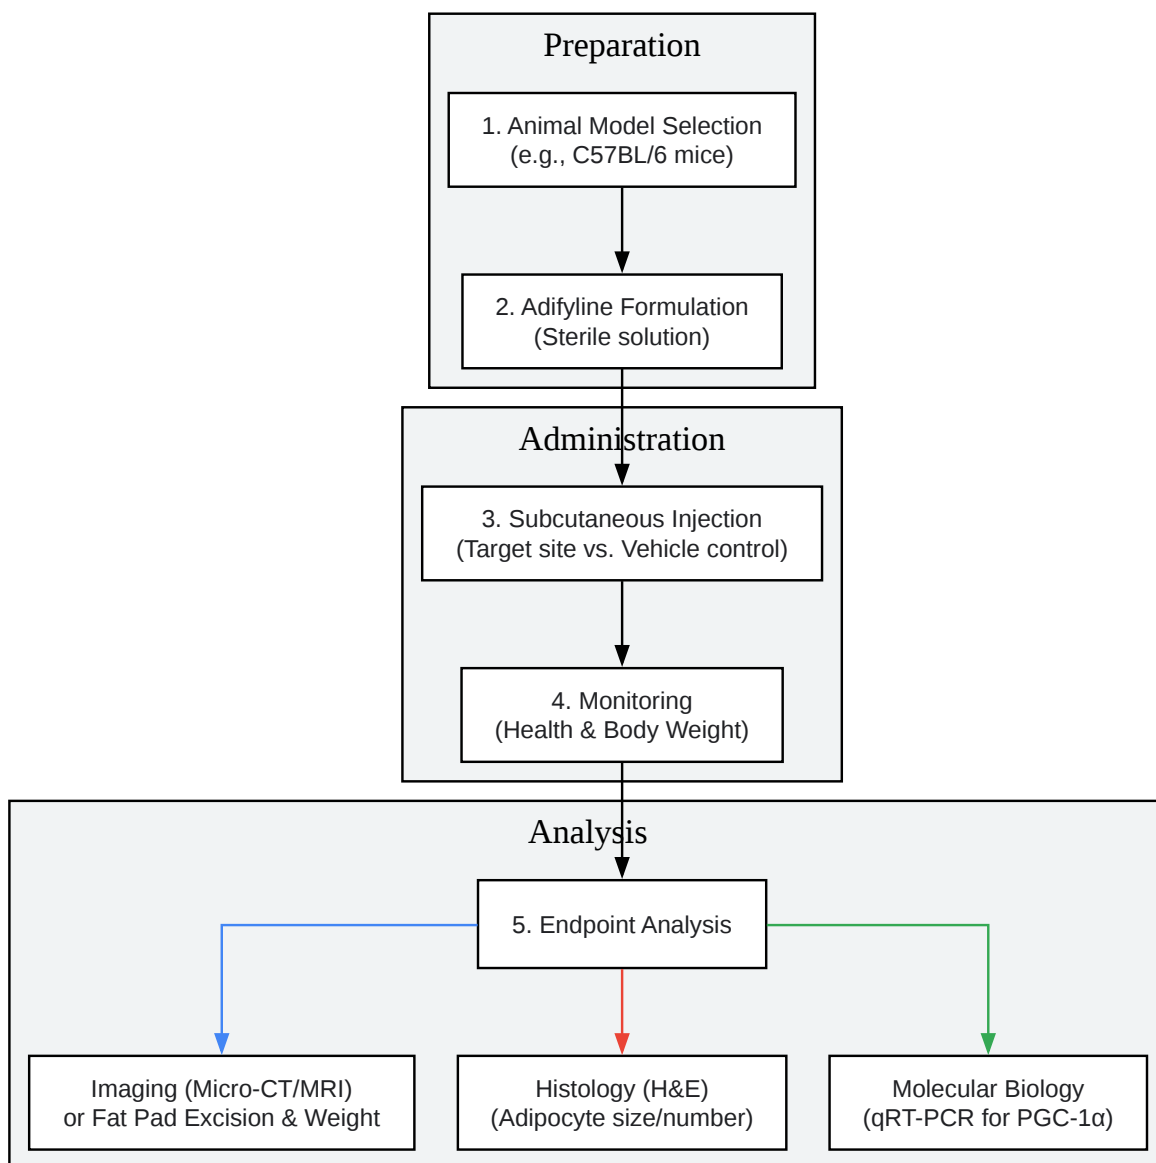 Preparation
1. Animal Model Selection
(e.g., C57BL/6 mice)
2. Adifyline Formulation
(Sterile solution)
Administration
3. Subcutaneous Injection
(Target site vs. Vehicle control)
4. Monitoring
(Health & Body Weight)
Analysis
5. Endpoint Analysis
Imaging (Micro-CT/MRI)
or Fat Pad Excision & Weight
Histology (H&E)
(Adipocyte size/number)
Molecular Biology
(qRT-PCR for PGC-1α)